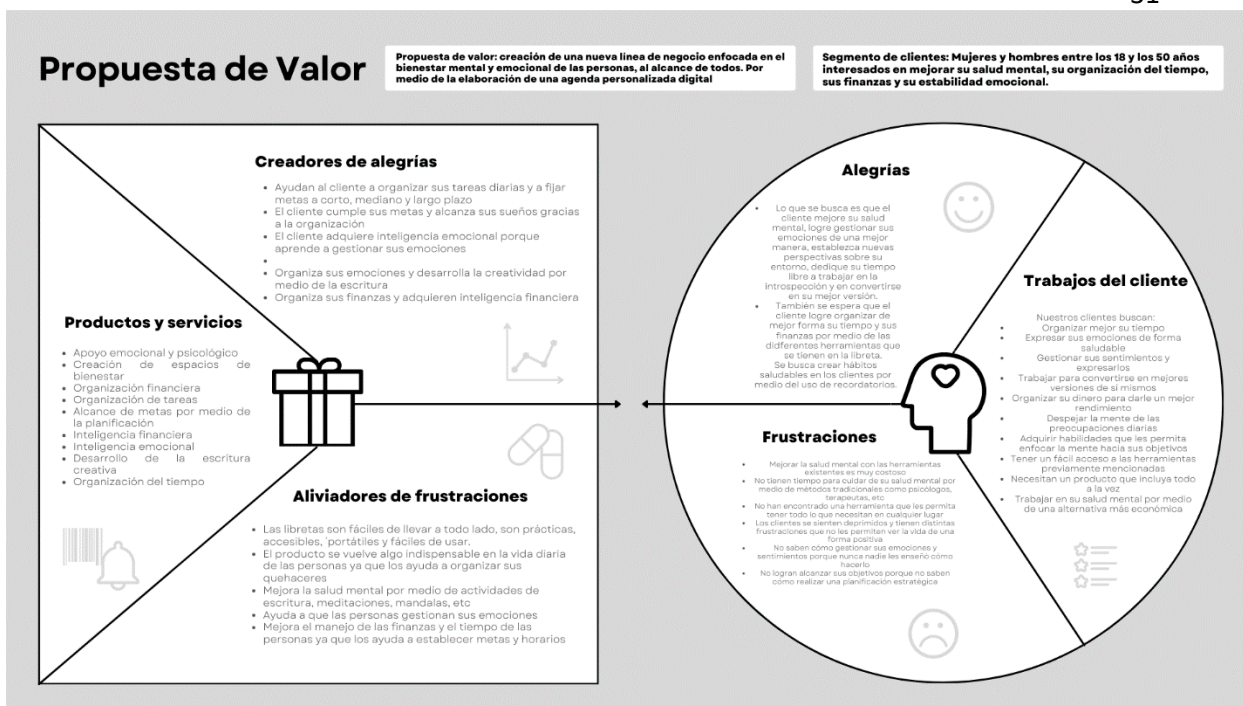 Propuesta de Valor
Propuesta de valor: creación de una nueva línea de negocio enfocada en el
bienestar mental y emocional de las personas, al alcance de todos. Por
medio de la elaboración de una agenda personalizada digital
Segmento de clientes: Mujeres y hombres entre los 18 y los 50 años
interesados en mejorar su salud mental, su organización del tiempo,
sus finanzas y su estabilidad emocional.
Creadores de alegrías
• Ayudan al cliente a organizar sus tareas diarias y a fijar
metas a corto, mediano y largo plazo
• El cliente cumple sus metas y alcanza sus sueños gracias
a la organización
• El cliente adquiere inteligencia emocional porque
aprende a gestionar sus emociones
•
• Organiza sus emociones y desarrolla la creatividad por
medio de la escritura
• Organiza sus finanzas y adquieren inteligencia financiera
Productos y servicios
• Apoyo emocional y psicológico
• Creación de espacios de
bienestar
• Organización financiera
• Organización de tareas
• Alcance de metas por medio de
la planificación
• Inteligencia financiera
• Inteligencia emocional
• Desarrollo de la escritura
creativa
• Organización del tiempo
Aliviadores de frustraciones
• Las libretas son fáciles de llevar a todo lado, son prácticas,
accesibles, ´portátiles y fáciles de usar.
• El producto se vuelve algo indispensable en la vida diaria
de las personas ya que los ayuda a organizar sus
quehaceres
• Mejora la salud mental por medio de actividades de
escritura, meditaciones, mandalas, etc
• Ayuda a que las personas gestionan sus emociones
• Mejora el manejo de las finanzas y el tiempo de las
personas ya que los ayuda a establecer metas y horarios
Alegrías
• Lo que se busca es que el
cliente mejore su salud
mental, logre gestionar sus
emociones de una mejor
manera, establezca nuevas
perspectivas sobre su
entorno, dedique su tiempo
libre a trabajar en la
introspección y en convertirse
en su mejor versión.
• También se espera que el
cliente logre organizar de
mejor forma su tiempo y sus
finanzas por medio de las
didferentes herramientas que
se tienen en la libreta.
Se busca crear hábitos
saludables en los clientes por
medio del uso de recordatorios.
Trabajos del cliente
Nuestros clientes buscan:
• Organizar mejor su tiempo
• Expresar sus emociones de forma
saludable
• Gestionar sus sentimientos y
expresarlos
• Trabajar para convertirse en mejores
versiones de sí mismos
• Organizar su dinero para darle un mejor
rendimiento
• Despejar la mente de las
preocupaciones diarias
• Adquirir habilidades que les permita
enfocar la mente hacia sus objetivos
• Tener un fácil acceso a las herramientas
previamente mencionadas
• Necesitan un producto que incluya todo
a la vez
• Trabajar en su salud mental por medio
de una alternativa más económica
Frustraciones
• Mejorar la salud mental con las herramientas
existentes es muy costoso
• No tienen tiempo para cuidar de su salud mental por
medio de métodos tradicionales como psicólogos,
terapeutas, etc
• No han encontrado una herramienta que les permita
tener todo lo que necesitan en cualquier lugar
• Los clientes se sienten deprimidos y tienen distintas
frustraciones que no les permiten ver la vida de una
forma positiva
• No saben cómo gestionar sus emociones y
sentimientos porque nunca nadie les enseñó cómo
hacerlo
• No logran alcanzar sus objetivos porque no saben
cómo realizar una planificación estratégica